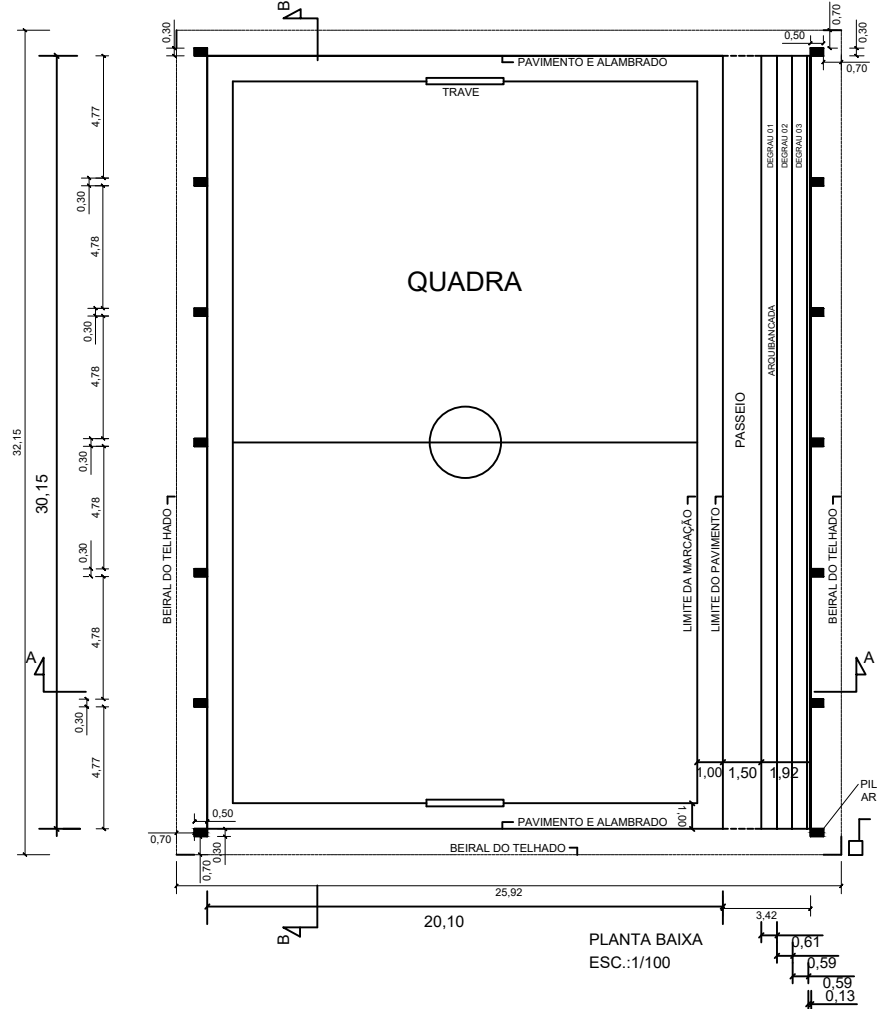 B
0,30
0,70
0,50
0,30
0,70
PAVIMENTO E ALAMBRADO
TRAVE
4,77
0,30
4,78
0,30
4,78
0,30
4,78
0,30
4,78
0,30
4,77
32,15
30,15
DEGRAU 01
DEGRAU 02
DEGRAU 03
QUADRA
ARQUIBANCADA
PASSEIO
BEIRAL DO TELHADO
LIMITE DA MARCAÇÃO
LIMITE DO PAVIMENTO
BEIRAL DO TELHADO
A
A
1,00
1,50
1,92
PIL
AR
1,00
0,50
PAVIMENTO E ALAMBRADO
0,70
0,30
0,70
BEIRAL DO TELHADO
25,92
20,10
3,42
B
PLANTA BAIXA
ESC.:1/100
0,61
0,59
0,59
0,13